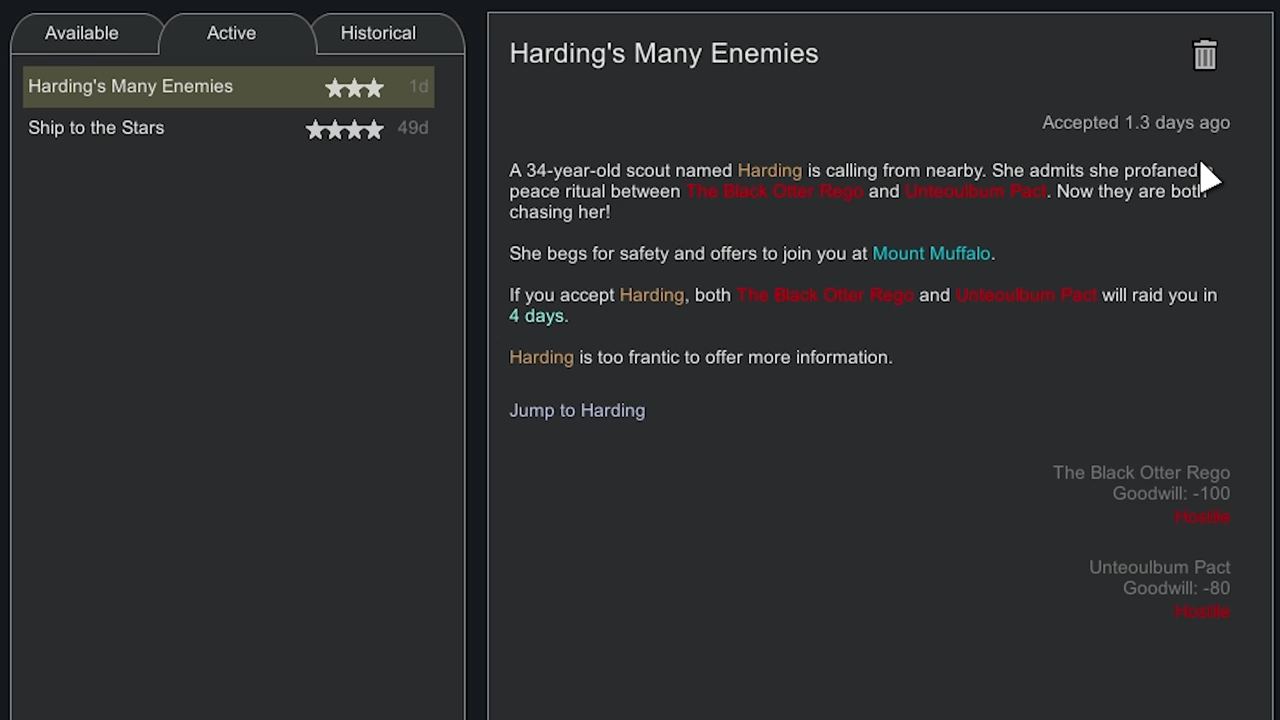 Available
Active
Historical
Harding's Many Enemies
1d
Ship to the Stars
49d
Harding's Many Enemies
Accepted 1.3 days ago
A 34-year-old scout named Harding is calling from nearby. She admits she profaned
peace ritual between The Black Otter Rego and Unteoulbum Pact. Now they are both
chasing her!
She begs for safety and offers to join you at Mount Muffalo.
If you accept Harding, both The Black Otter Rego and Unteoulbum Pact will raid you in
4 days.
Harding is too frantic to offer more information.
Jump to Harding
The Black Otter Rego
Goodwill: -100
Hostile
Unteoulbum Pact
Goodwill: -80
Hostile